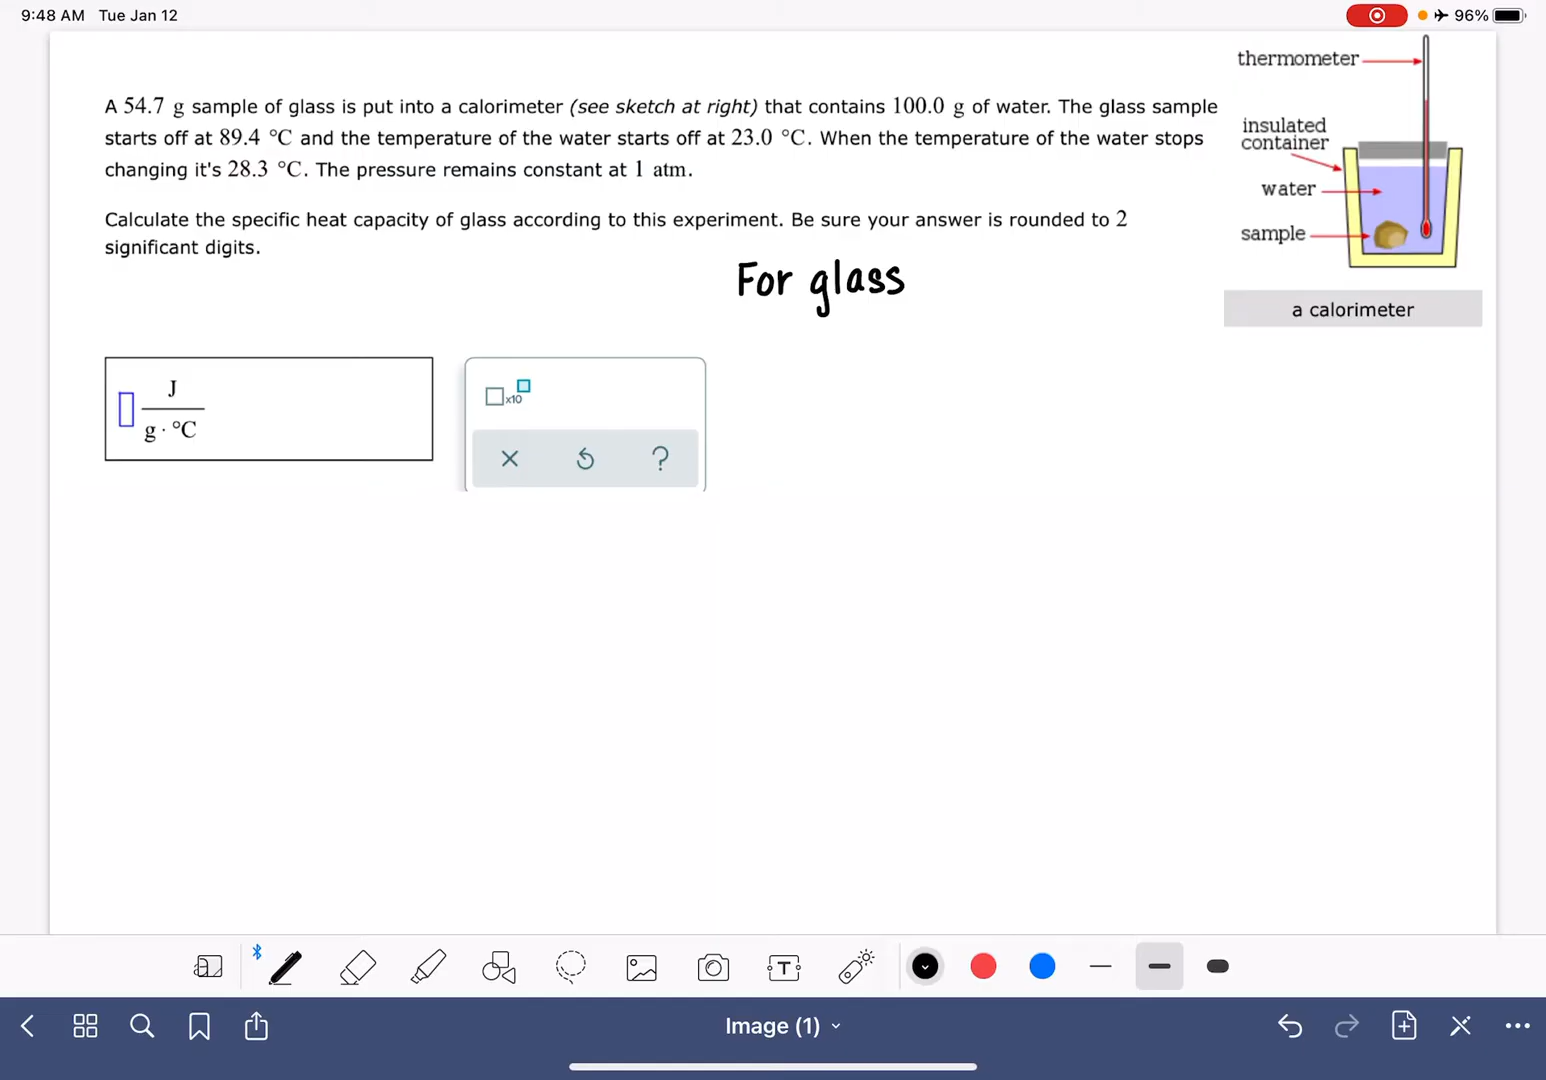 9:48 AM Tue Jan 12
96%
A 54.7 g sample of glass is put into a calorimeter (see sketch at right) that contains 100.0 g of water. The glass sample
starts off at 89.4 °C and the temperature of the water starts off at 23.0 °C. When the temperature of the water stops
changing it's 28.3 °C. The pressure remains constant at 1 atm.
Calculate the specific heat capacity of glass according to this experiment. Be sure your answer is rounded to 2
significant digits.
thermometer
insulated
container
water
sample
a calorimeter
For glass
J
g · °C
x10
?
T
Image (1)